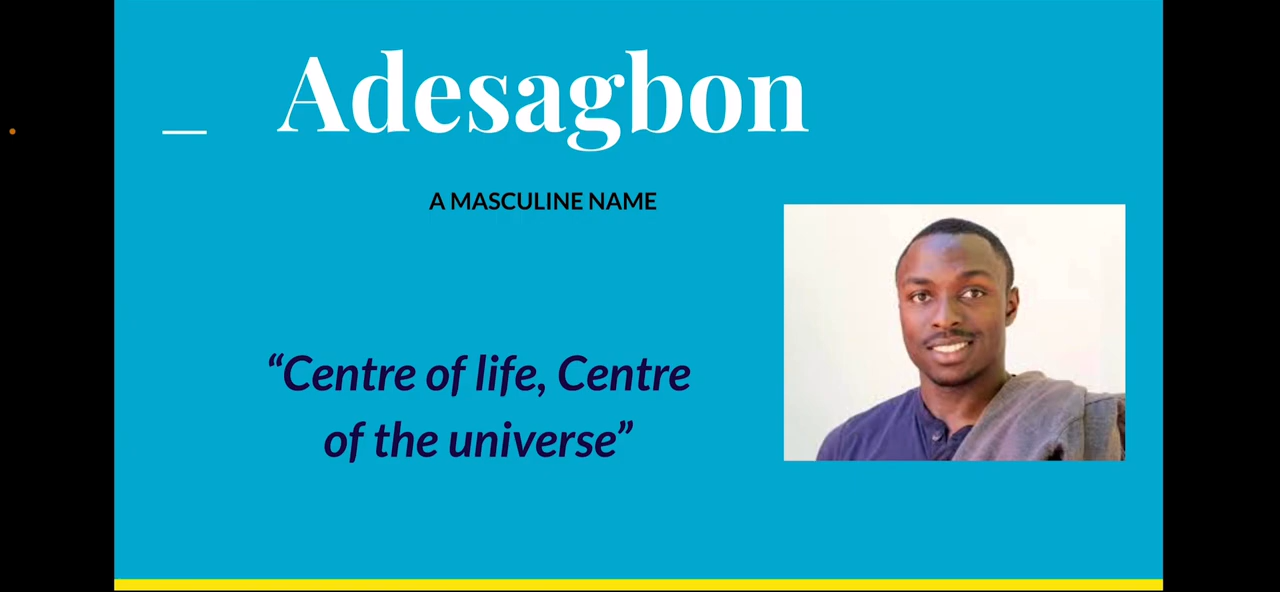 Adesagbon
A MASCULINE NAME
“Centre of life, Centre
of the universe”